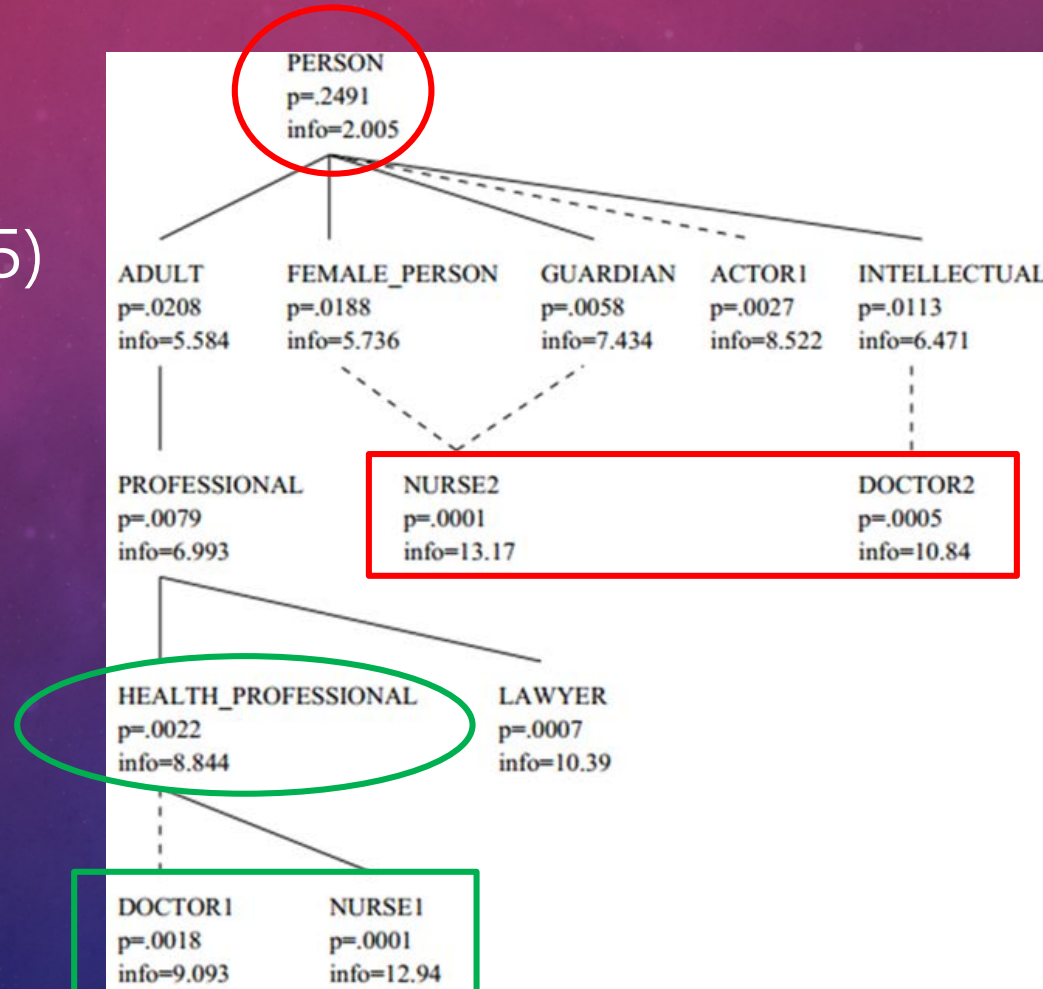 PERSON
p=.2491
info=2.005
5)
ADULT
p=.0208
info=5.584
FEMALE_PERSON
p=.0188
info=5.736
GUARDIAN
p=.0058
info=7.434
ACTOR1
p=.0027
info=8.522
INTELLECTUAL
p=.0113
info=6.471
PROFESSIONAL
p=.0079
info=6.993
NURSE2
p=.0001
info=13.17
DOCTOR2
p=.0005
info=10.84
HEALTH_PROFESSIONAL
p=.0022
info=8.844
LAWYER
p=.0007
info=10.39
DOCTOR1
p=.0018
info=9.093
NURSE1
p=.0001
info=12.94